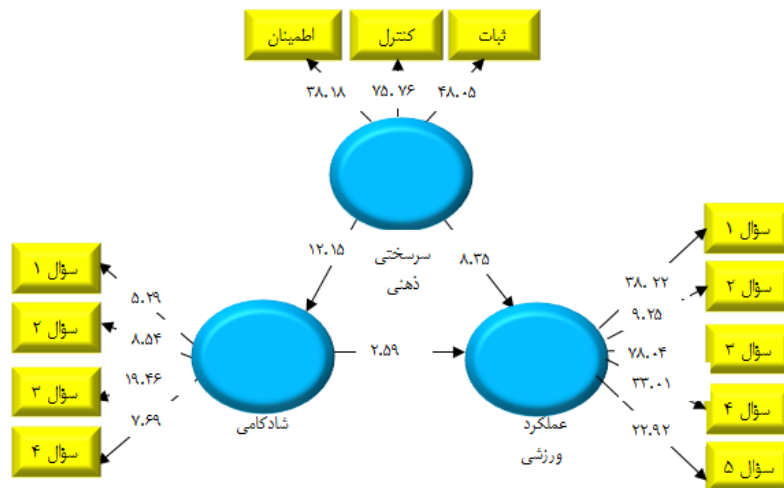 ثبات
کنترل
اطمینان
۴۸.۰۵
۷۵.۷۶
۳۸.۱۸
سرسختی
ذهنی
۸.۳۵
۱۲.۱۵
۲.۵۹
سؤال ۱
سؤال ۲
سؤال ۳
سؤال ۴
سؤال ۵
۳۸.۲۲
۹.۲۵
۷۸.۰۴
۳۳.۰۱
۲۲.۹۲
عملکرد
ورزشی
شادکامی
۵.۲۹
۸.۵۴
۱۹.۴۶
۷.۶۹
سؤال ۱
سؤال ۲
سؤال ۳
سؤال ۴